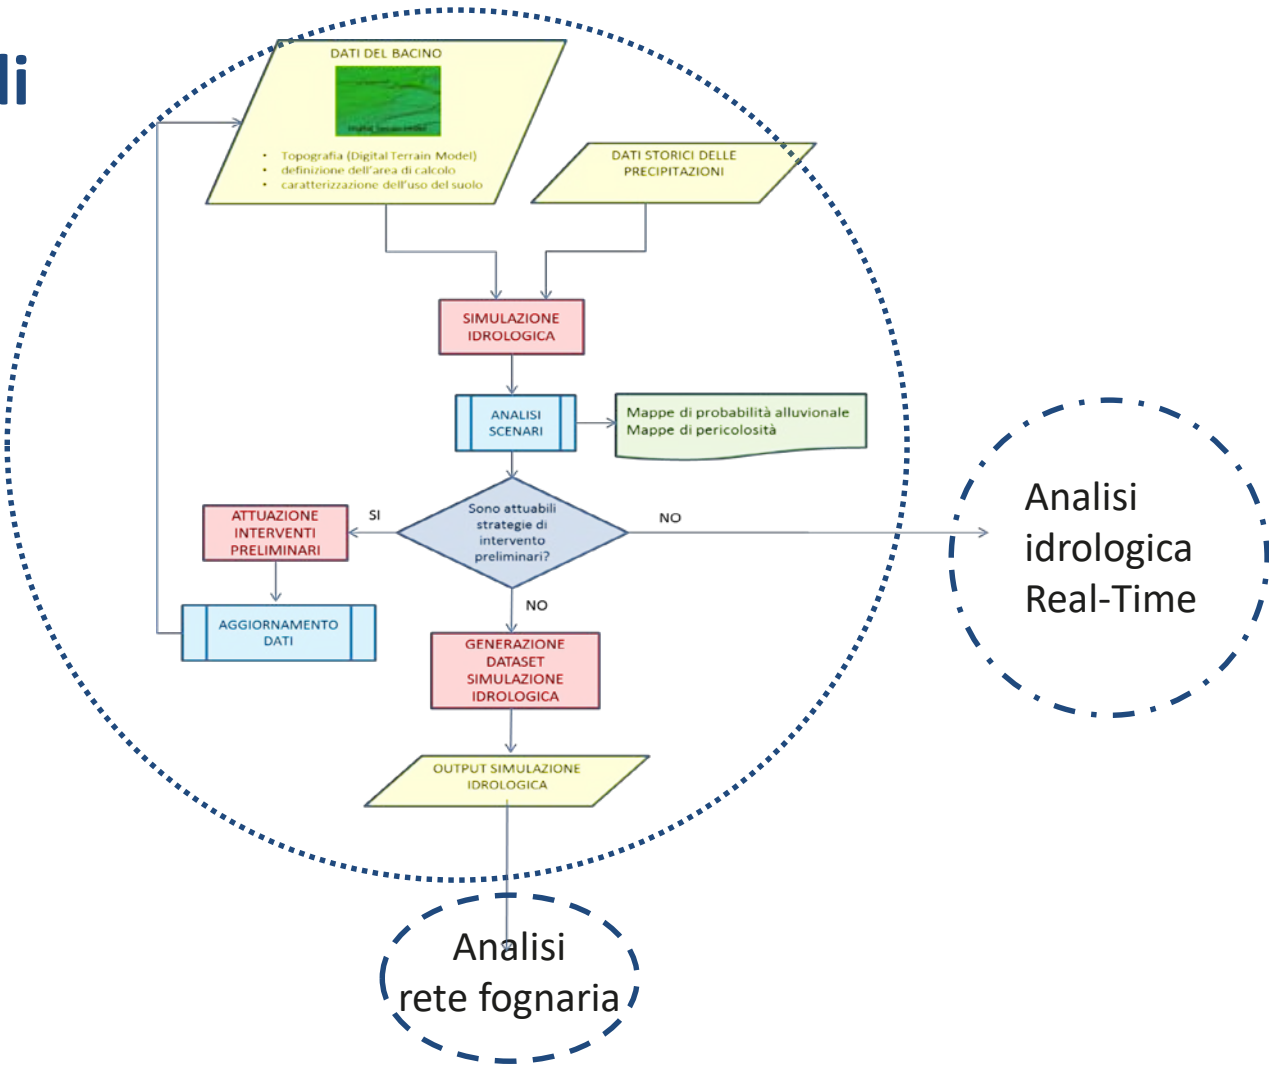 li
DATI DEL BACINO
Digital Terrain Model
• Topografia (Digital Terrain Model)
• definizione dell'area di calcolo
• caratterizzazione dell'uso del suolo
DATI STORICI DELLE
PRECIPITAZIONI
SIMULAZIONE
IDROLOGICA
ANALISI
SCENARI
Mappe di probabilità alluvionale
Mappe di pericolosità
Sono attuabili
strategie di
intervento
preliminari?
SI
NO
ATTUAZIONE
INTERVENTI
PRELIMINARI
AGGIORNAMENTO
DATI
NO
GENERAZIONE
DATASET
SIMULAZIONE
IDROLOGICA
OUTPUT SIMULAZIONE
IDROLOGICA
Analisi
idrologica
Real-Time
Analisi
rete fognaria